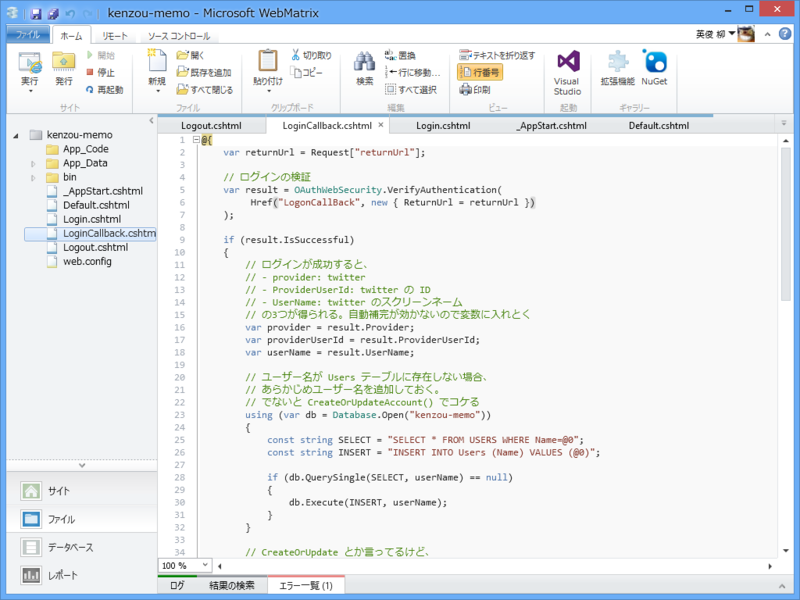 kenzou-memo - Microsoft WebMatrix
ファイル ホーム リモート ソース コントロール 英俊 柳
実行 発行 開始 停止 再起動 サイト
新規 開く 既存を追加 すべて閉じる ファイル
貼り付け 切り取り コピー クリップボード
検索 置換 行に移動... すべて選択 編集
テキストを折り返す 行番号 印刷 ビュー
Visual Studio 起動
拡張機能 NuGet ギャラリー
kenzou-memo
App_Code
App_Data
bin
_AppStart.cshtml
Default.cshtml
Login.cshtml
LoginCallback.cshtm
Logout.cshtml
web.config
サイト
ファイル
データベース
レポート
Logout.cshtml LoginCallback.cshtml Login.cshtml _AppStart.cshtml Default.cshtml
1 @{
2 var returnUrl = Request["returnUrl"];
3
4 // ログインの検証
5 var result = OAuthWebSecurity.VerifyAuthentication(
6 Href("LogonCallBack", new { ReturnUrl = returnUrl })
7 );
8
9 if (result.IsSuccessful)
10 {
11 // ログインが成功すると、
12 // - provider: twitter
13 // - ProviderUserId: twitter の ID
14 // - UserName: twitter のスクリーンネーム
15 // の3つが得られる。自動補完が効かないので変数に入れとく
16 var provider = result.Provider;
17 var providerUserId = result.ProviderUserId;
18 var userName = result.UserName;
19
20 // ユーザー名が Users テーブルに存在しない場合、
21 // あらかじめユーザー名を追加しておく。
22 // でないと CreateOrUpdateAccount() でコケる
23 using (var db = Database.Open("kenzou-memo"))
24 {
25 const string SELECT = "SELECT * FROM USERS WHERE Name=@0";
26 const string INSERT = "INSERT INTO Users (Name) VALUES (@0)";
27
28 if (db.QuerySingle(SELECT, userName) == null)
29 {
30 db.Execute(INSERT, userName);
31 }
32 }
33
34 // CreateOrUpdate とか言ってるけど、
100 %
ログ 結果の検索 エラー一覧 (1)